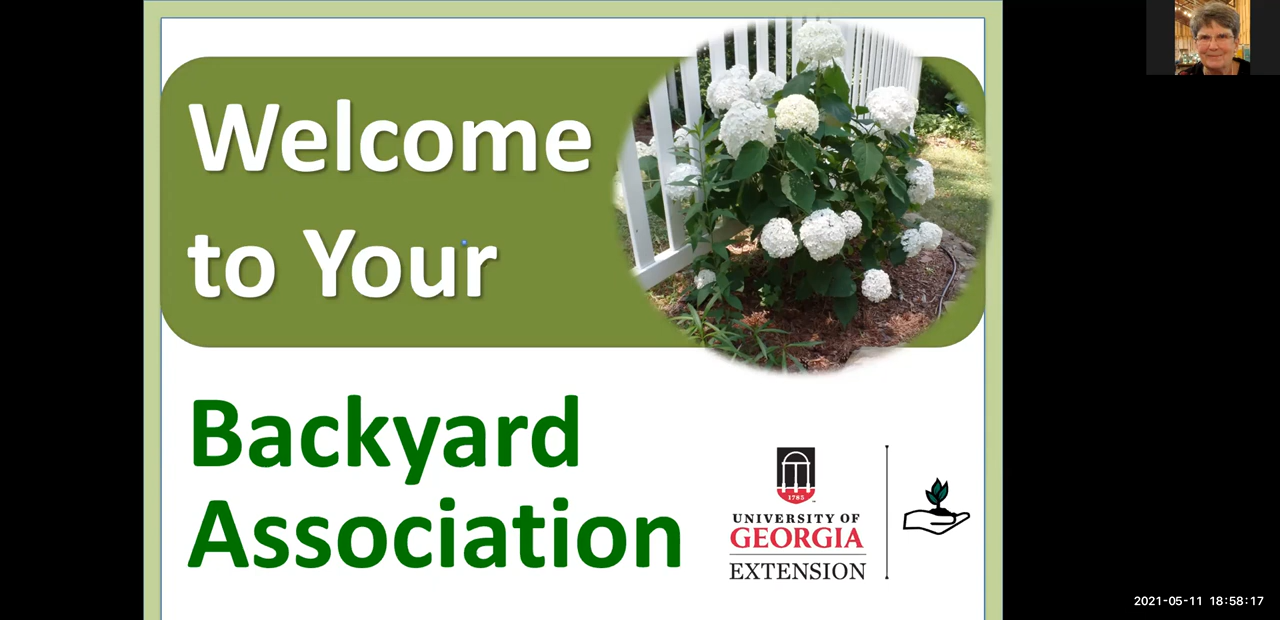 Welcome
to Your
Backyard
Association
1785
UNIVERSITY OF
GEORGIA
EXTENSION
2021-05-11 18:58:17